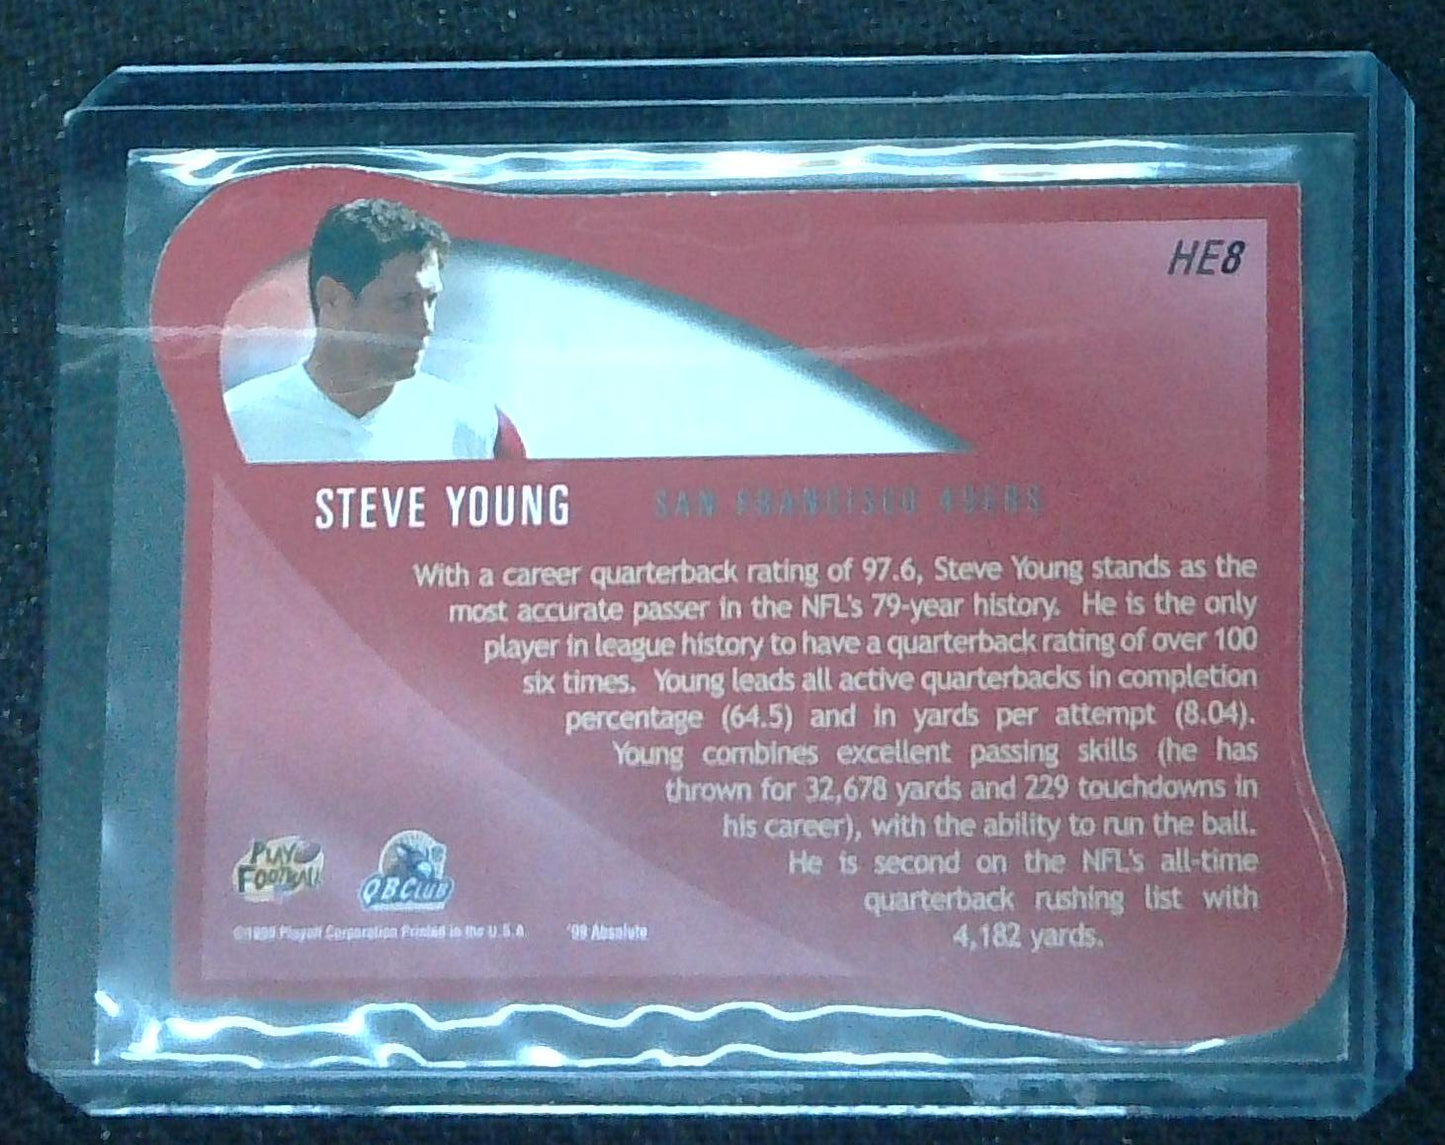 HE8
STEVE YOUNG SAN FRANCISCO 49ERS
With a career quarterback rating of 97.6, Steve Young stands as the
most accurate passer in the NFL's 79-year history. He is the only
player in league history to have a quarterback rating of over 100
six times. Young leads all active quarterbacks in completion
percentage (64.5) and in yards per attempt (8.04).
Young combines excellent passing skills (he has
thrown for 32,678 yards and 229 touchdowns in
his career), with the ability to run the ball.
He is second on the NFL's all-time
quarterback rushing list with
4,182 yards.
PLAY
FOOTBALL
QB CLUB
©1999 Playoff Corporation Printed in the U.S.A. '99 Absolute